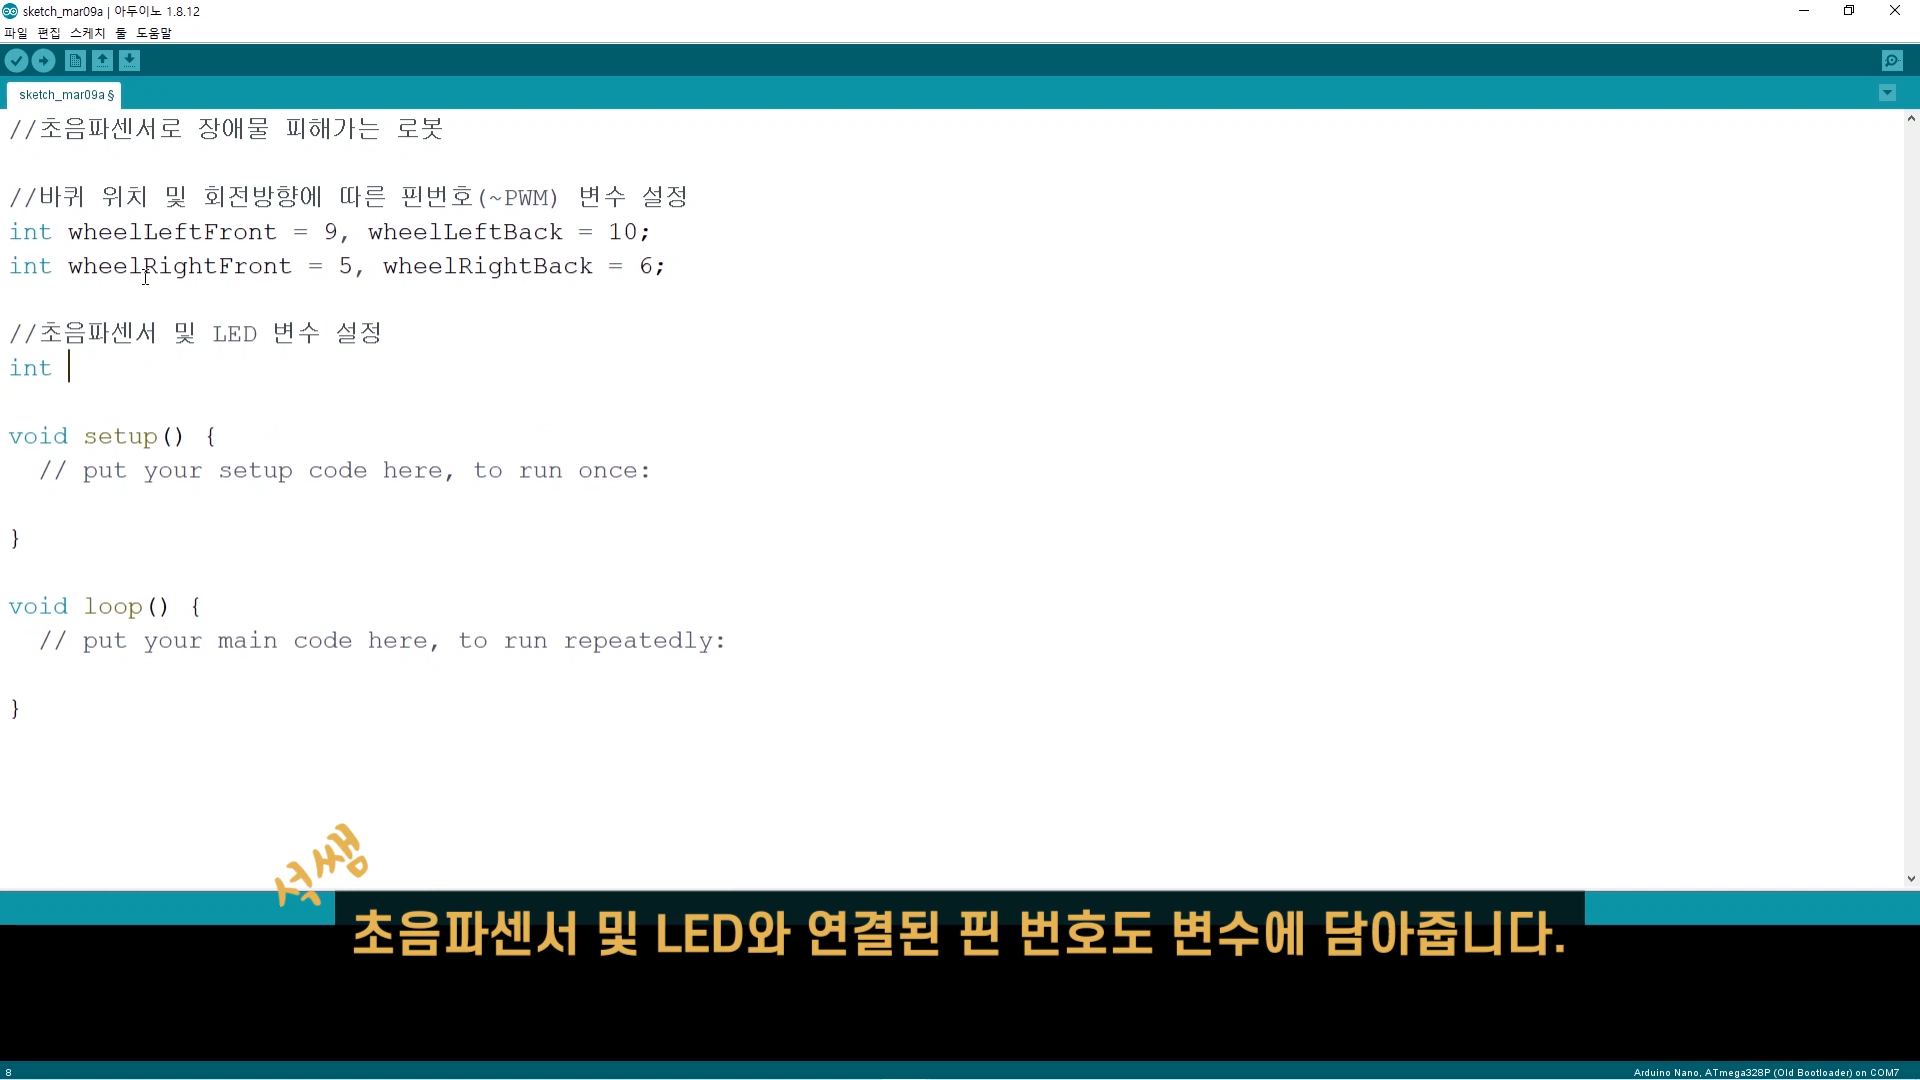 sketch_mar09a | 아두이노 1.8.12
파일 편집 스케치 툴 도움말
sketch_mar09a §
//초음파센서로 장애물 피해가는 로봇
//바퀴 위치 및 회전방향에 따른 핀번호(~PWM) 변수 설정
int wheelLeftFront = 9, wheelLeftBack = 10;
int wheelRightFront = 5, wheelRightBack = 6;
//초음파센서 및 LED 변수 설정
int
void setup() {
// put your setup code here, to run once:
}
void loop() {
// put your main code here, to run repeatedly:
}
석쌤
초음파센서 및 LED와 연결된 핀 번호도 변수에 담아줍니다.
8
Arduino Nano, ATmega328P (Old Bootloader) on COM7